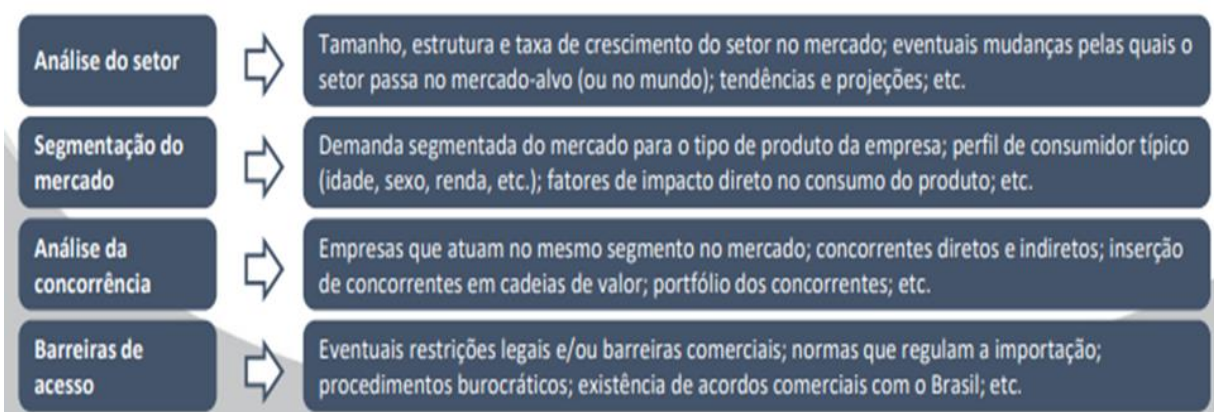 Análise do setor
Tamanho, estrutura e taxa de crescimento do setor no mercado; eventuais mudanças pelas quais o
setor passa no mercado-alvo (ou no mundo); tendências e projeções; etc.
Segmentação do
mercado
Demanda segmentada do mercado para o tipo de produto da empresa; perfil de consumidor típico
(idade, sexo, renda, etc.); fatores de impacto direto no consumo do produto; etc.
Análise da
concorrência
Empresas que atuam no mesmo segmento no mercado; concorrentes diretos e indiretos; inserção
de concorrentes em cadeias de valor; portfólio dos concorrentes; etc.
Barreiras de
acesso
Eventuais restrições legais e/ou barreiras comerciais; normas que regulam a importação;
procedimentos burocráticos; existência de acordos comerciais com o Brasil; etc.